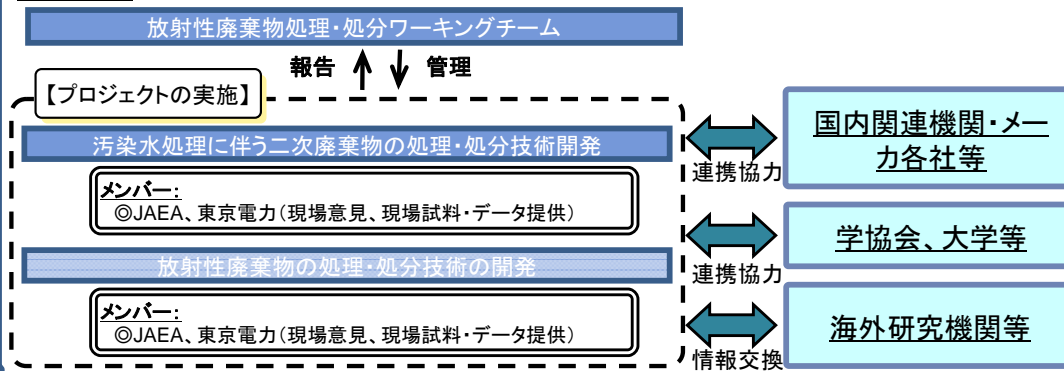 放射性廃棄物処理・処分ワーキングチーム
報告 管理
【プロジェクトの実施】
汚染水処理に伴う二次廃棄物の処理・処分技術開発
メンバー:
◎JAEA、東京電力(現場意見、現場試料・データ提供)
放射性廃棄物の処理・処分技術の開発
メンバー:
◎JAEA、東京電力(現場意見、現場試料・データ提供)
連携協力
国内関連機関・メー
カ各社等
連携協力
学協会、大学等
情報交換
海外研究機関等